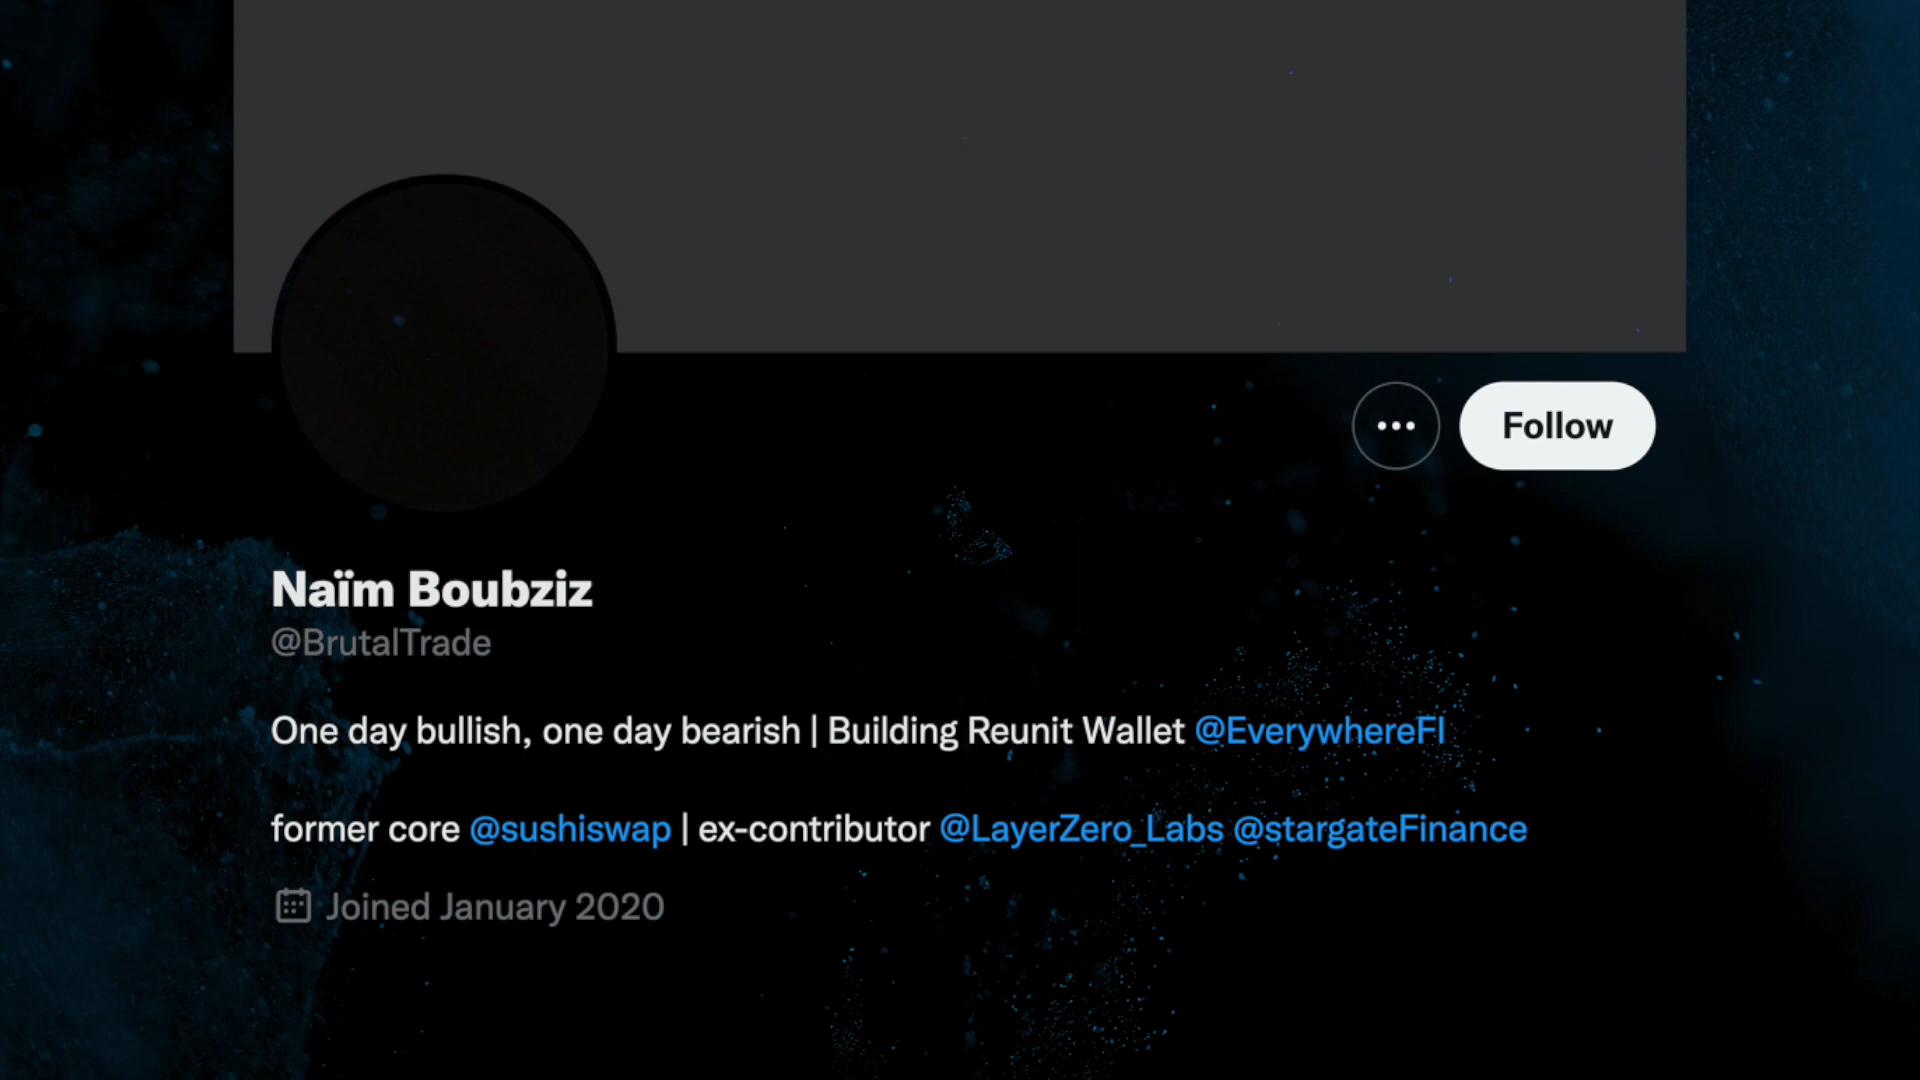 Follow
Naïm Boubziz
@BrutalTrade
One day bullish, one day bearish | Building Reunit Wallet @EverywhereFI
former core @sushiswap | ex-contributor @LayerZero_Labs @stargateFinance
Joined January 2020